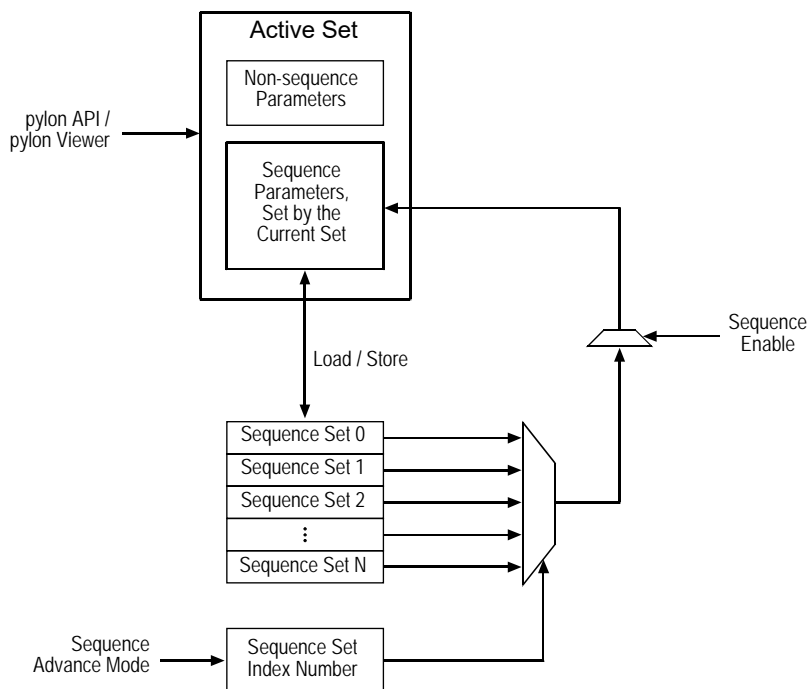 Active Set
Non-sequence
Parameters
pylon API /
pylon Viewer
Sequence
Parameters,
Set by the
Current Set
Sequence
Enable
Load / Store
Sequence Set 0
Sequence Set 1
Sequence Set 2
⋮
Sequence Set N
Sequence
Advance Mode
Sequence Set
Index Number